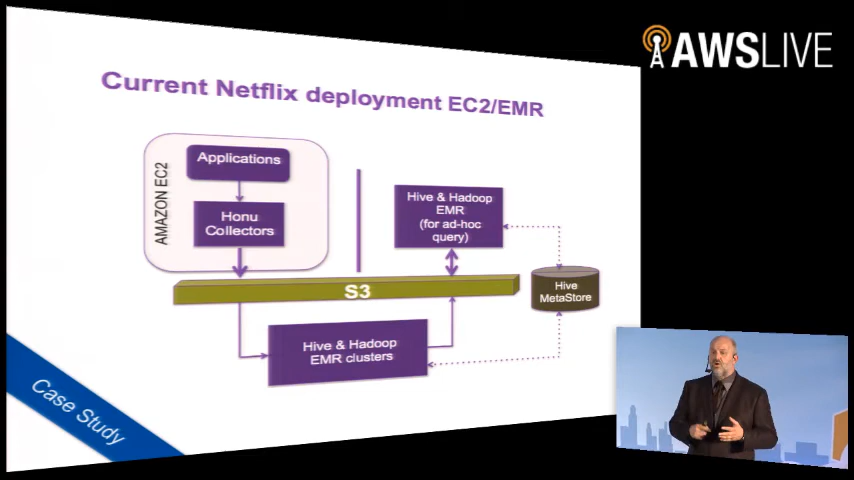 AWSLIVE
Current Netflix deployment EC2/EMR
AMAZON EC2
Applications
Honu
Collectors
Hive & Hadoop
EMR
(for ad-hoc
query)
S3
Hive
MetaStore
Hive & Hadoop
EMR clusters
Case Study